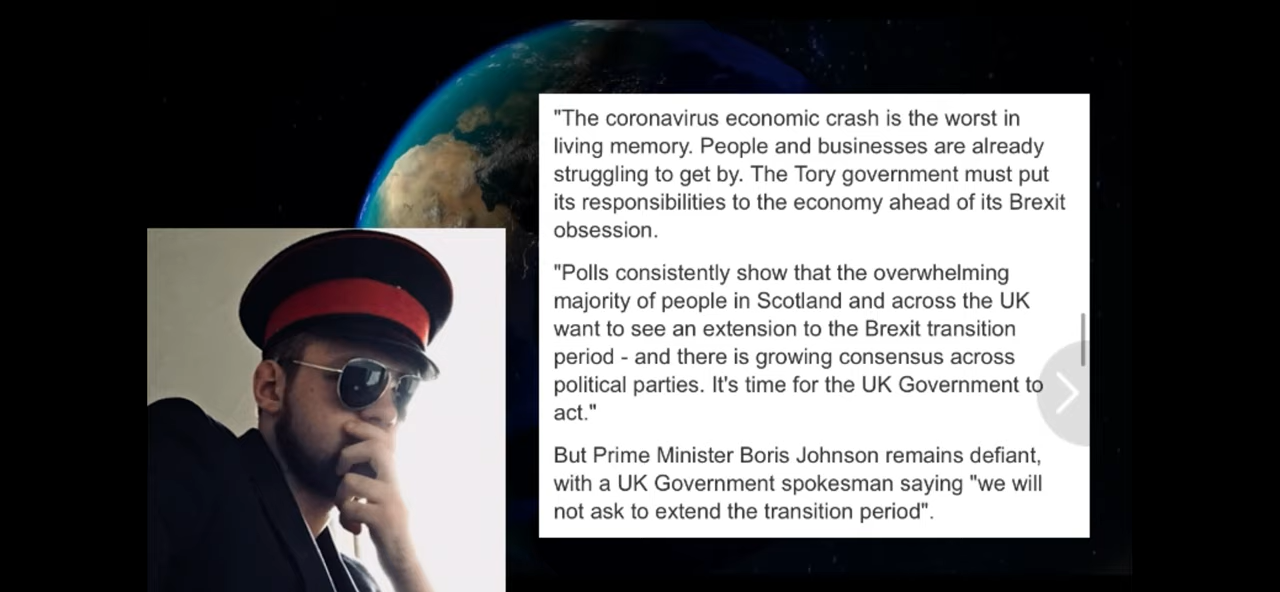 "The coronavirus economic crash is the worst in
living memory. People and businesses are already
struggling to get by. The Tory government must put
its responsibilities to the economy ahead of its Brexit
obsession.
"Polls consistently show that the overwhelming
majority of people in Scotland and across the UK
want to see an extension to the Brexit transition
period - and there is growing consensus across
political parties. It's time for the UK Government to
act."
But Prime Minister Boris Johnson remains defiant,
with a UK Government spokesman saying "we will
not ask to extend the transition period".